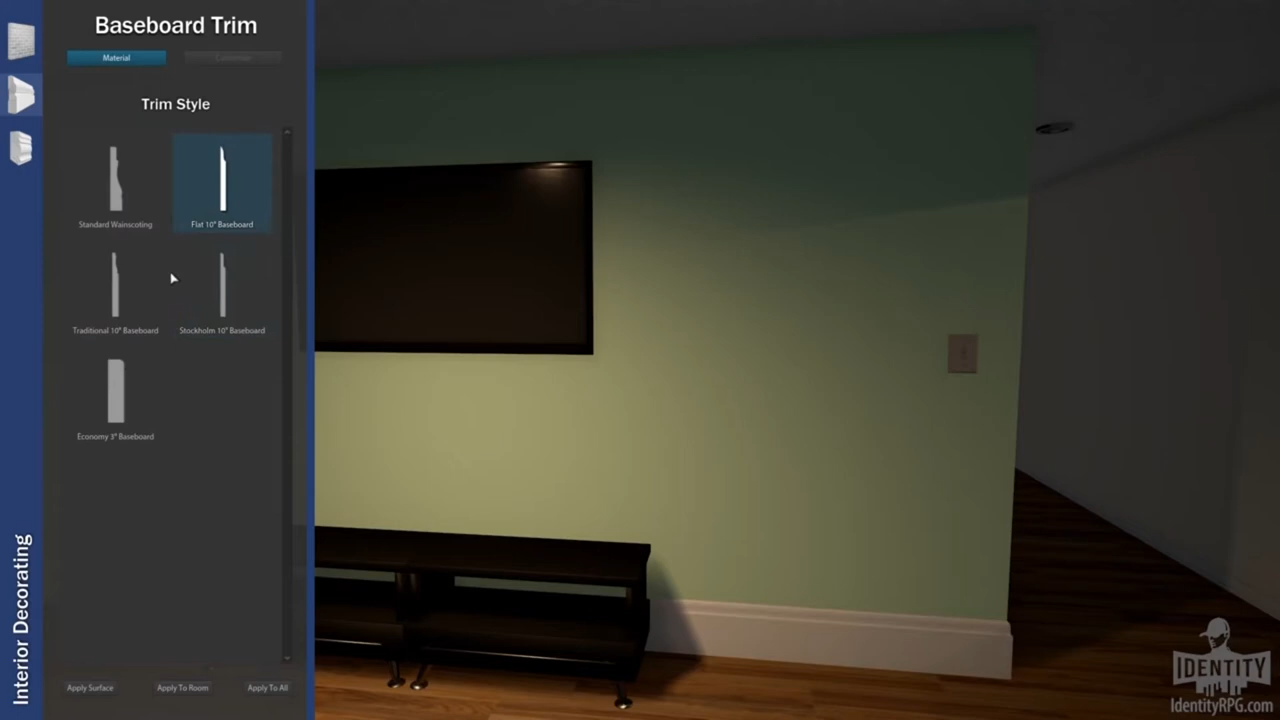 Baseboard Trim
Material
Customize
Trim Style
Standard Wainscoting
Flat 10" Baseboard
Traditional 10" Baseboard
Stockholm 10" Baseboard
Economy 3" Baseboard
Interior Decorating
Apply Surface
Apply To Room
Apply To All
IDENTITY
IdentityRPG.com